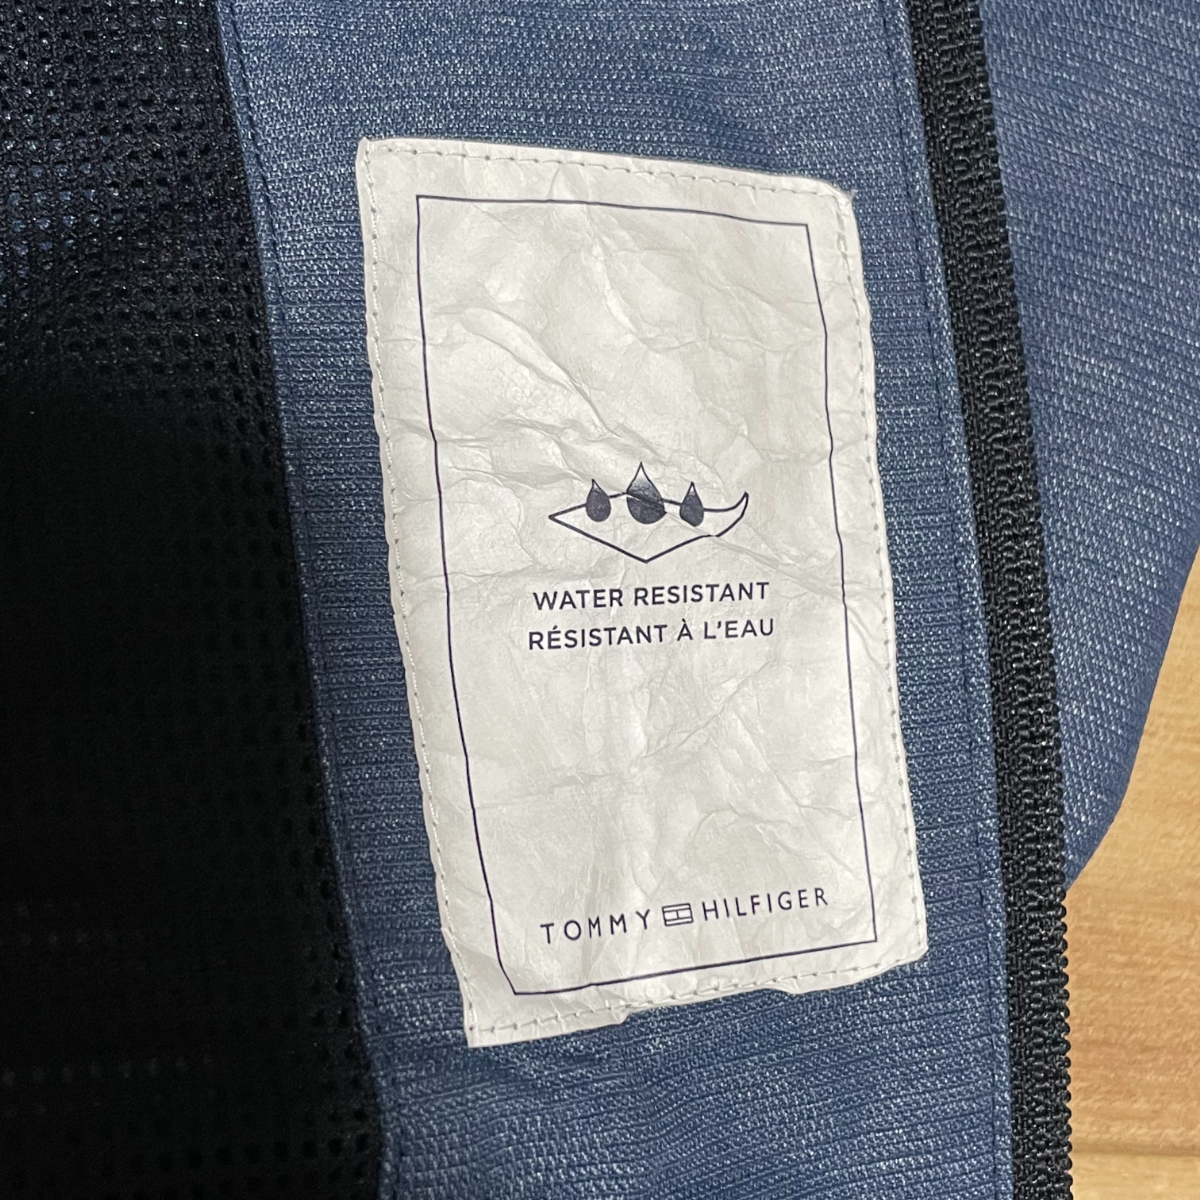 WATER RESISTANT
RÉSISTANT À L'EAU
TOMMY HILFIGER